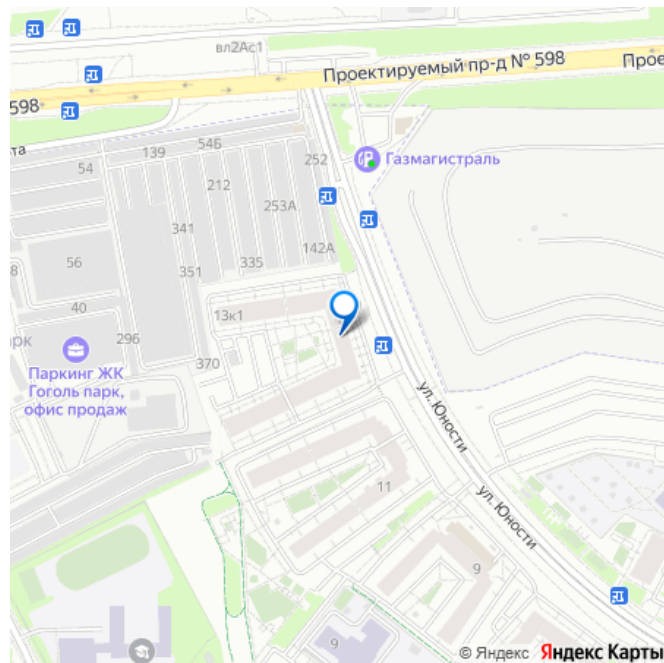 вл2Ас1
Проектируемый пр-д № 598
Прое
598
та
54
139
546
252
Газмагистраль
212
253А
341
142А
56
351
335
8
40
13к1
рк
296
370
Паркинг ЖК
Гоголь парк,
офис продаж
ул. Юности
11
ул. Юности
9
9
© Яндекс Яндекс Карты